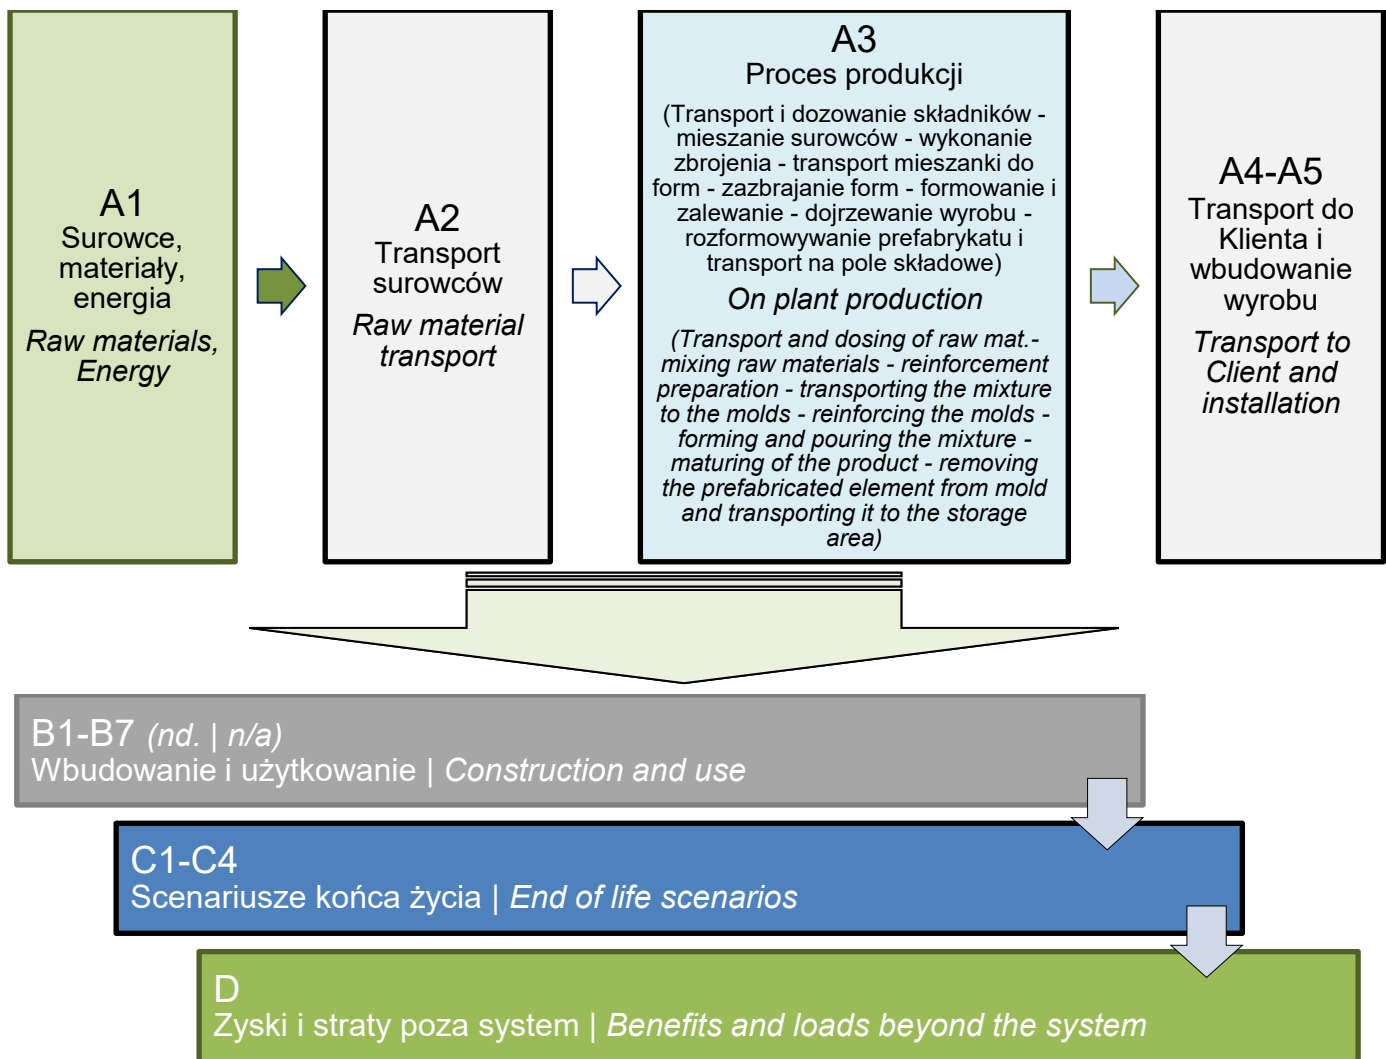 A1
Surowce,
materiały,
energia
Raw materials,
Energy
A2
Transport
surowców
Raw material
transport
A3
Proces produkcji
(Transport i dozowanie składników -
mieszanie surowców - wykonanie
zbrojenia - transport mieszanki do
form - zazbrajanie form - formowanie i
zalewanie - dojrzewanie wyrobu -
rozformowywanie prefabrykatu i
transport na pole składowe)
On plant production
(Transport and dosing of raw mat.-
mixing raw materials - reinforcement
preparation - transporting the mixture
to the molds - reinforcing the molds -
forming and pouring the mixture -
maturing of the product - removing
the prefabricated element from mold
and transporting it to the storage
area)
A4-A5
Transport do
Klienta i
wbudowanie
wyrobu
Transport to
Client and
installation
B1-B7 (nd. | n/a)
Wbudowanie i użytkowanie | Construction and use
C1-C4
Scenariusze końca życia | End of life scenarios
D
Zyski i straty poza system | Benefits and loads beyond the system